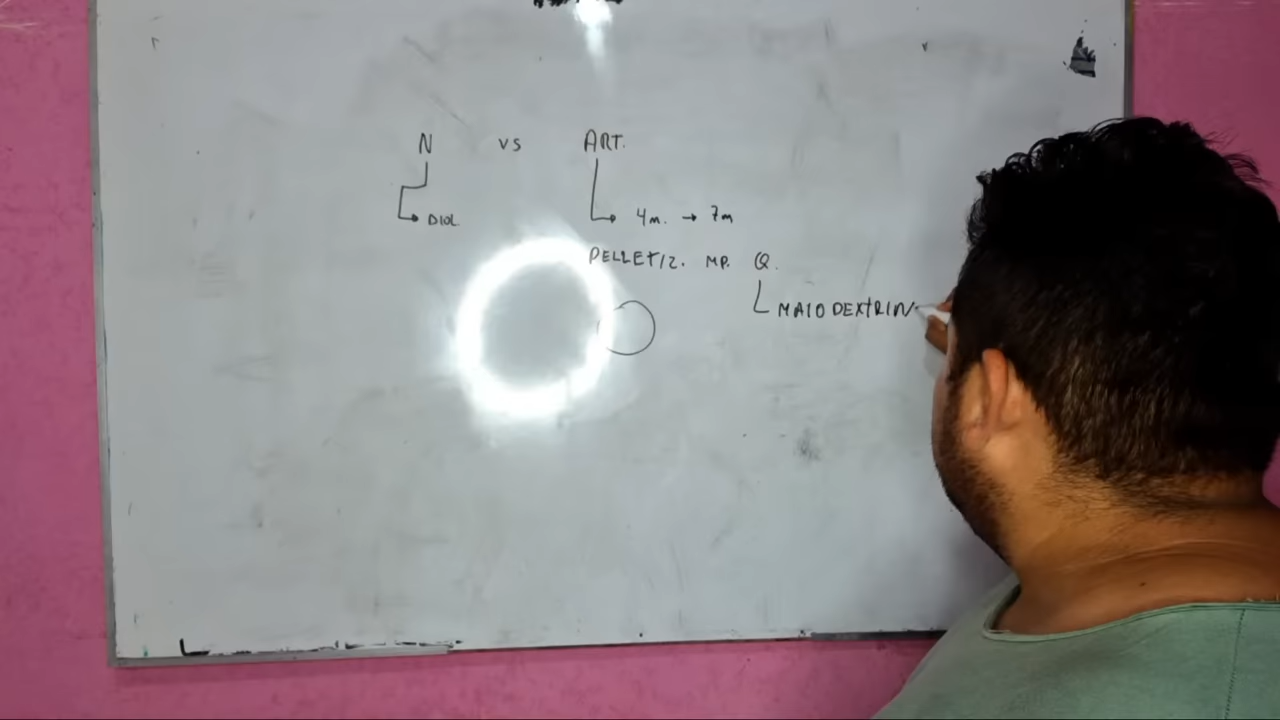 N vs ART.
DIOL 4m. → 7m
PELLETIZ. MP. Q.
MALODEXTRIN